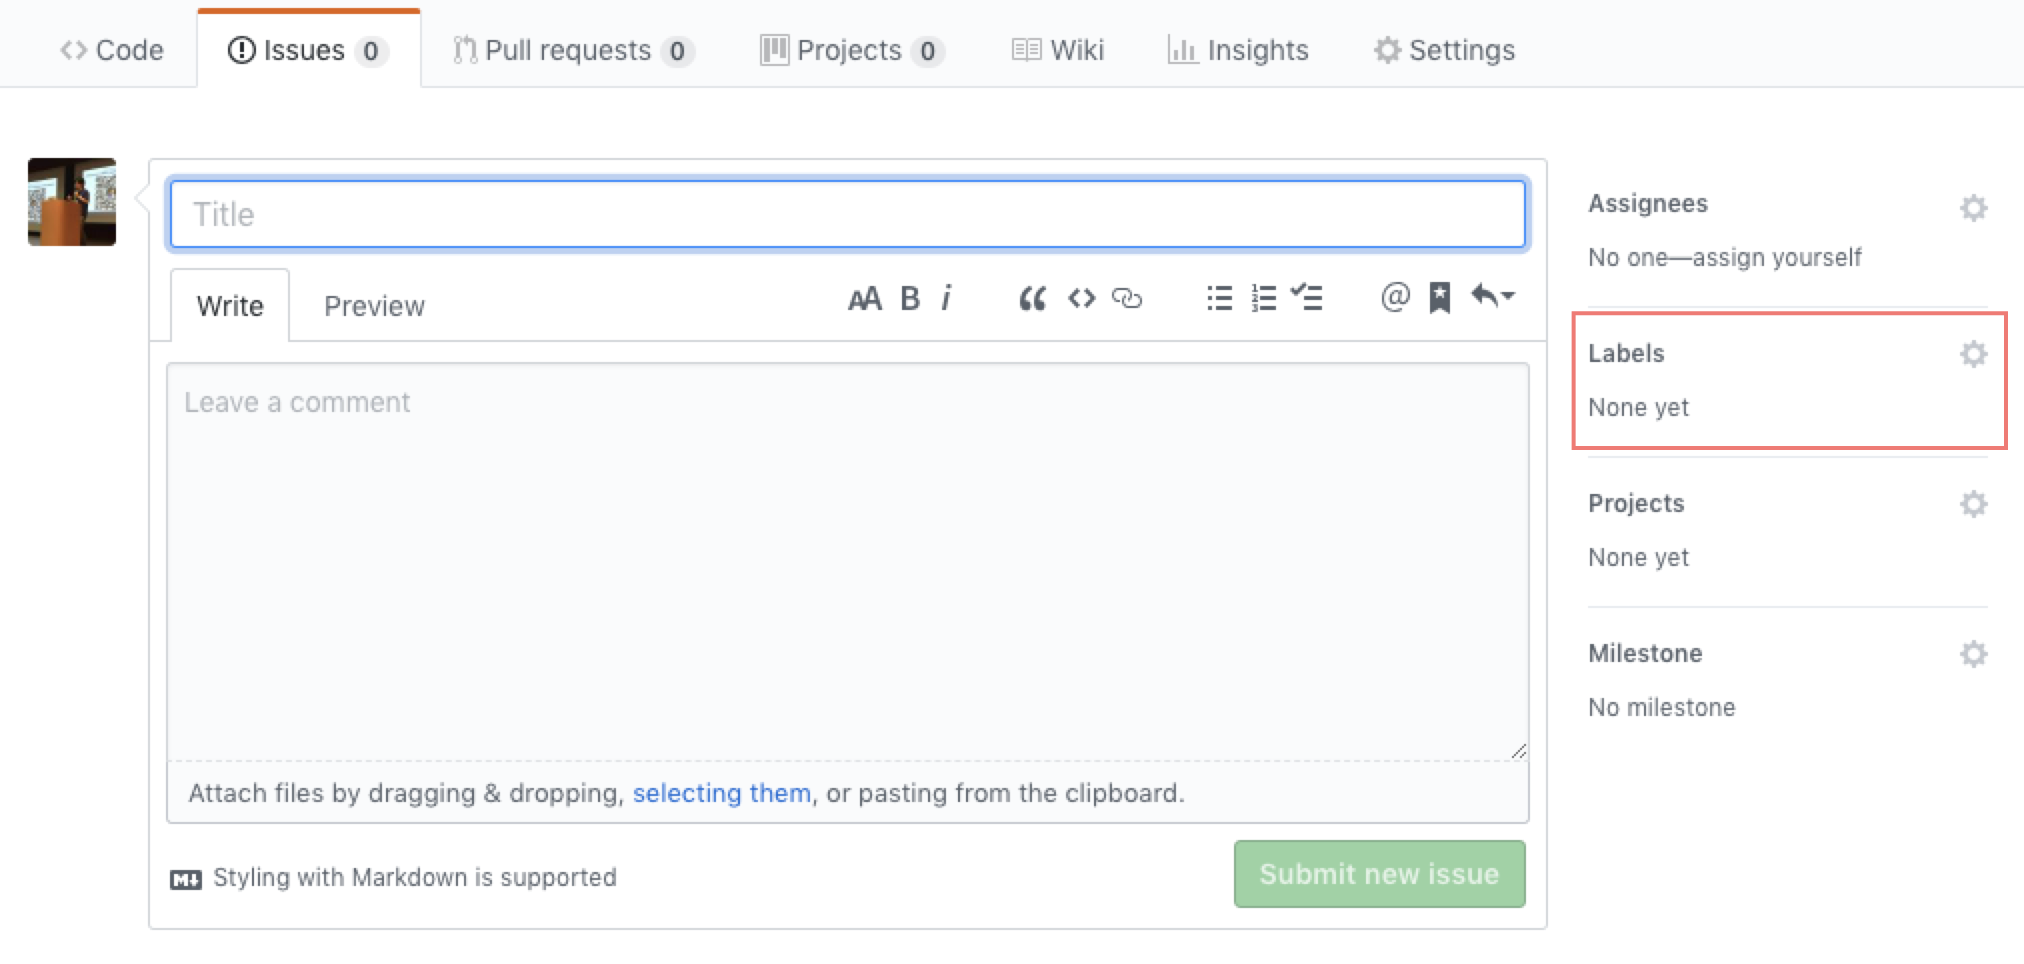 Code Issues 0 Pull requests 0 Projects 0 Wiki Insights Settings
Title
Write Preview
Leave a comment
Attach files by dragging & dropping, selecting them, or pasting from the clipboard.
Styling with Markdown is supported
Submit new issue
Assignees
No one—assign yourself
Labels
None yet
Projects
None yet
Milestone
No milestone